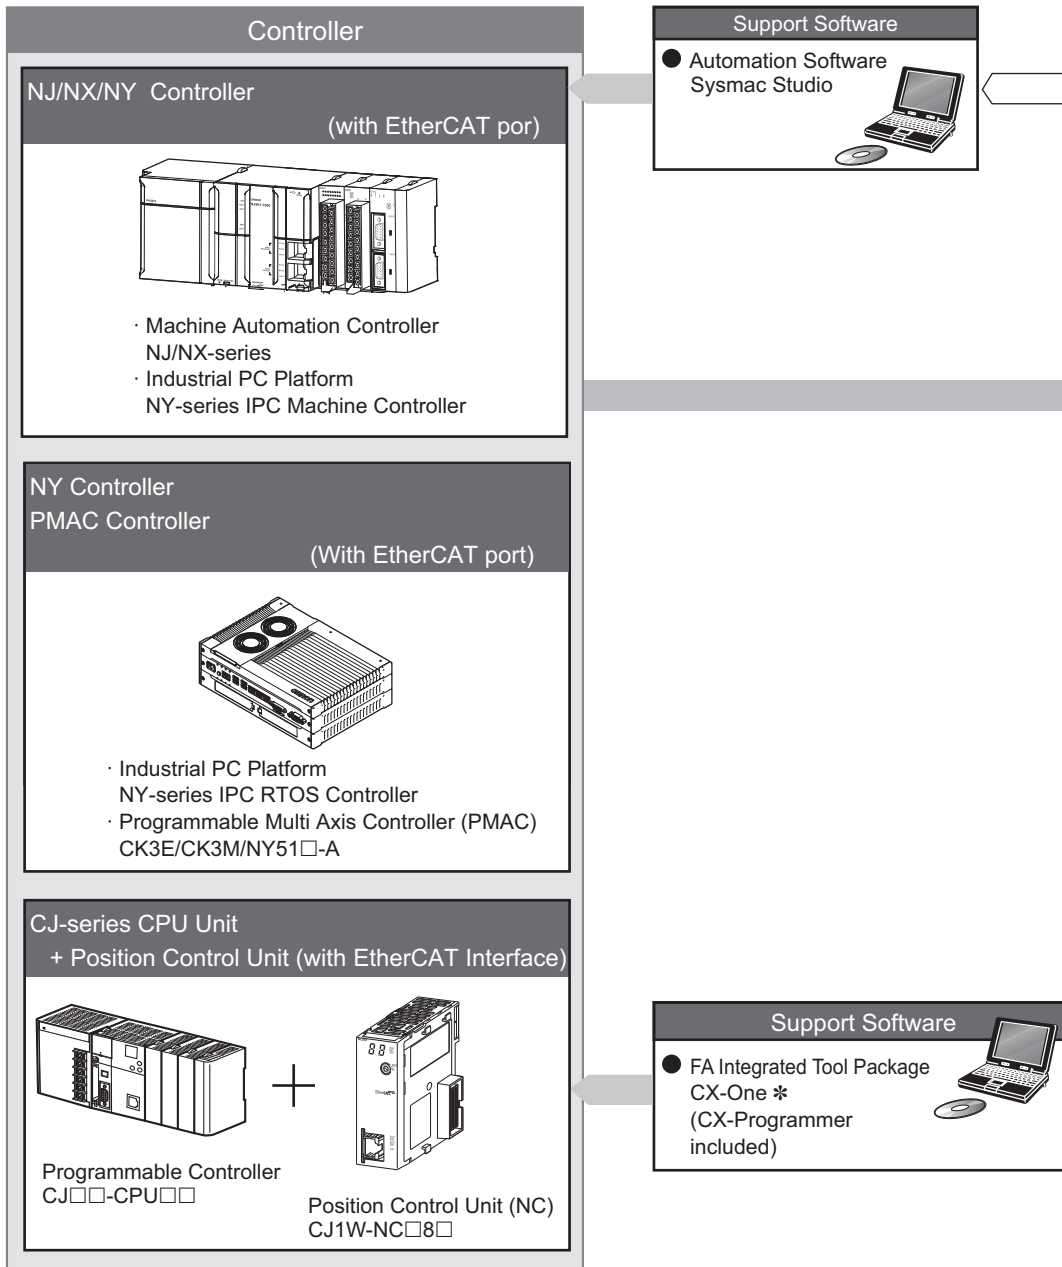 Controller
NJ/NX/NY Controller
(with EtherCAT por)
· Machine Automation Controller
NJ/NX-series
· Industrial PC Platform
NY-series IPC Machine Controller
NY Controller
PMAC Controller
(With EtherCAT port)
· Industrial PC Platform
NY-series IPC RTOS Controller
· Programmable Multi Axis Controller (PMAC)
CK3E/CK3M/NY51□-A
CJ-series CPU Unit
+ Position Control Unit (with EtherCAT Interface)
Programmable Controller
CJ□□-CPU□□
Position Control Unit (NC)
CJ1W-NC□8□
Support Software
● Automation Software
Sysmac Studio
Support Software
● FA Integrated Tool Package
CX-One ✻
(CX-Programmer
included)